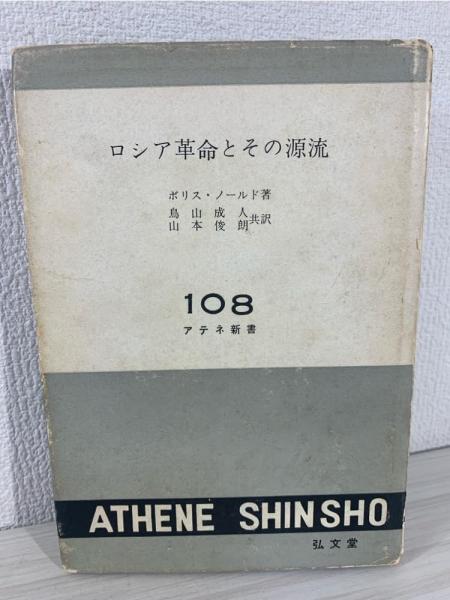 ロシア革命とその源流
ボリス・ノールド著
鳥山成人
山本俊朗 共訳
108
アテネ新書
ATHENE SHINSHO
弘文堂